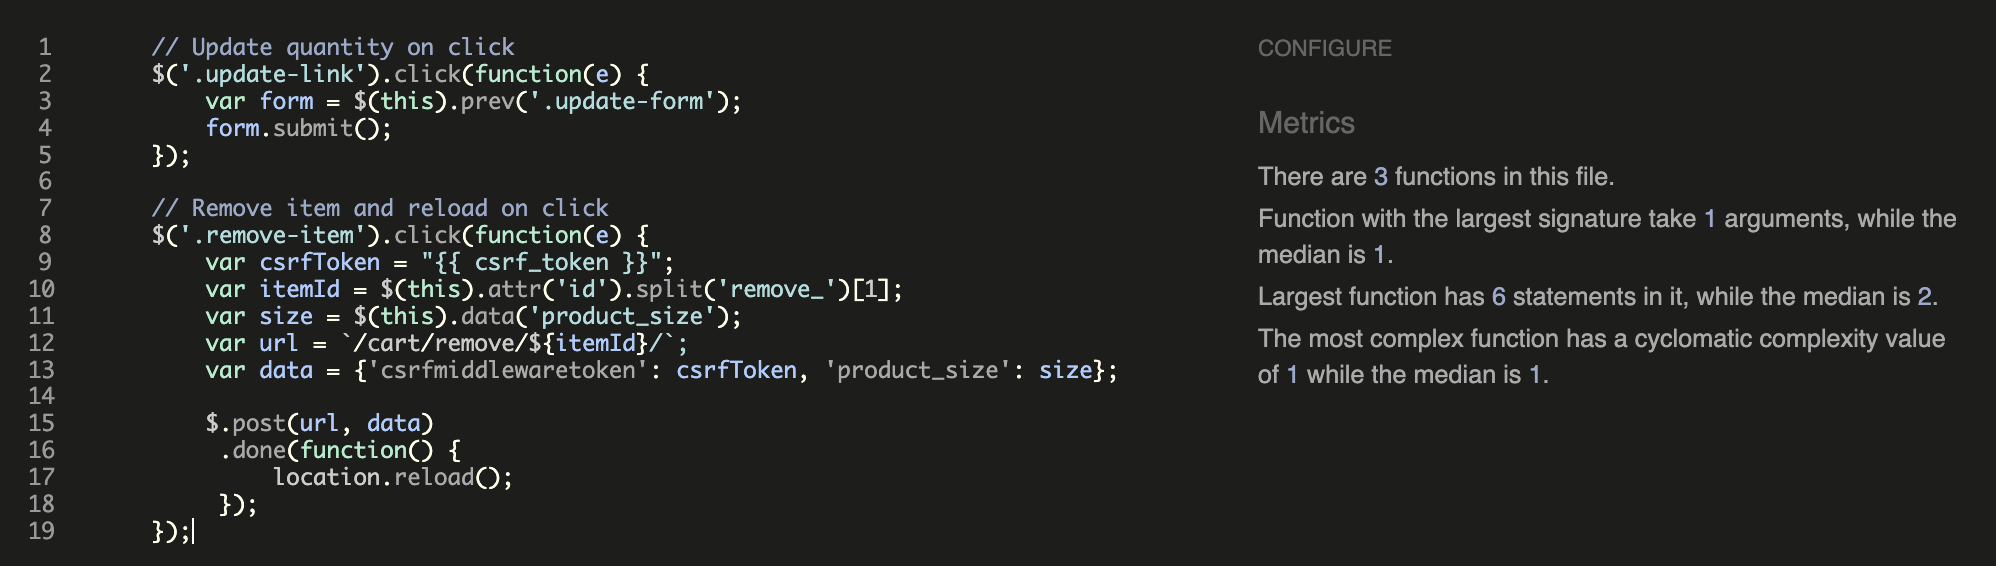 1 // Update quantity on click
2 $('.update-link').click(function(e) {
3 var form = $(this).prev('.update-form');
4 form.submit();
5 });
6
7 // Remove item and reload on click
8 $('.remove-item').click(function(e) {
9 var csrfToken = "{{ csrf_token }}";
10 var itemId = $(this).attr('id').split('remove_')[1];
11 var size = $(this).data('product_size');
12 var url = `/cart/remove/${itemId}/`;
13 var data = {'csrfmiddlewaretoken': csrfToken, 'product_size': size};
14
15 $.post(url, data)
16 .done(function() {
17 location.reload();
18 });
19 });
CONFIGURE
Metrics
There are 3 functions in this file.
Function with the largest signature take 1 arguments, while the
median is 1.
Largest function has 6 statements in it, while the median is 2.
The most complex function has a cyclomatic complexity value
of 1 while the median is 1.